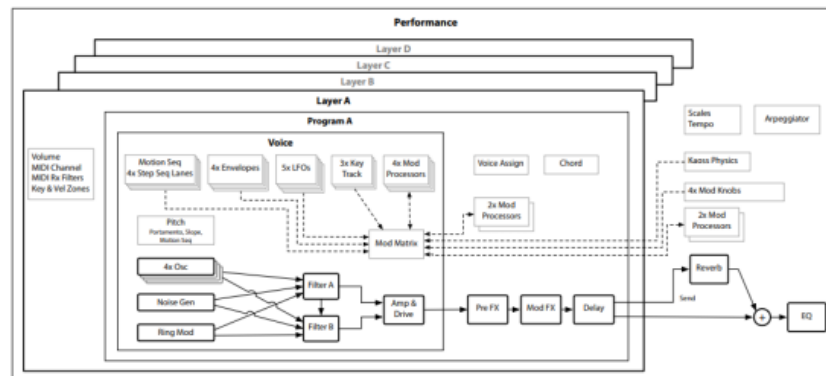 Performance
Layer D
Layer C
Layer B
Layer A
Program A
Voice
Volume
MIDI Channel
MIDI Rx Filters
Key & Vel Zones
Motion Seq
4x Step Seq Lanes
4x Envelopes
5x LFOs
3x Key
Track
4x Mod
Processors
Voice Assign
Chord
Scales
Tempo
Arpeggiator
Kaoss Physics
4x Mod Knobs
2x Mod
Processors
2x Mod
Processors
Pitch
Portamento, Slope,
Motion Seq
Mod Matrix
4x Osc
Noise Gen
Ring Mod
Filter A
Filter B
Amp &
Drive
Pre FX
Mod FX
Delay
Send
Reverb
+
EQ